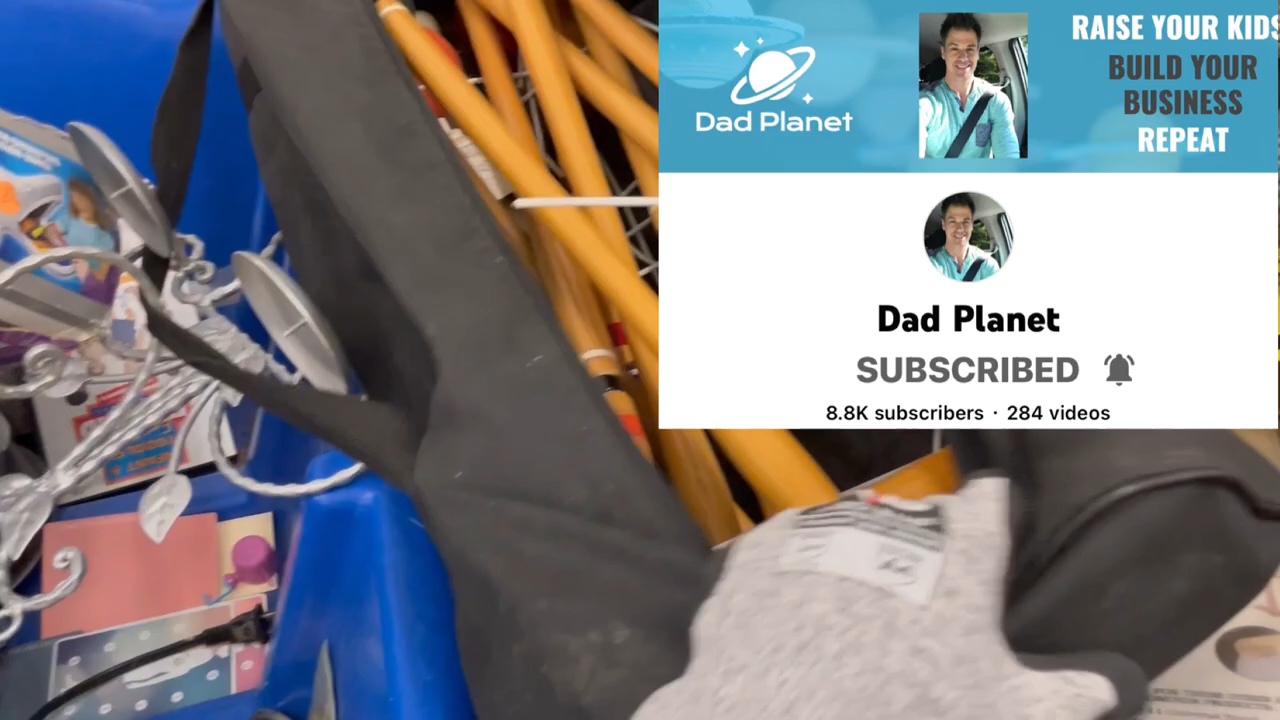 Dad Planet
RAISE YOUR KIDS
BUILD YOUR
BUSINESS
REPEAT
Dad Planet
SUBSCRIBED
8.8K subscribers · 284 videos